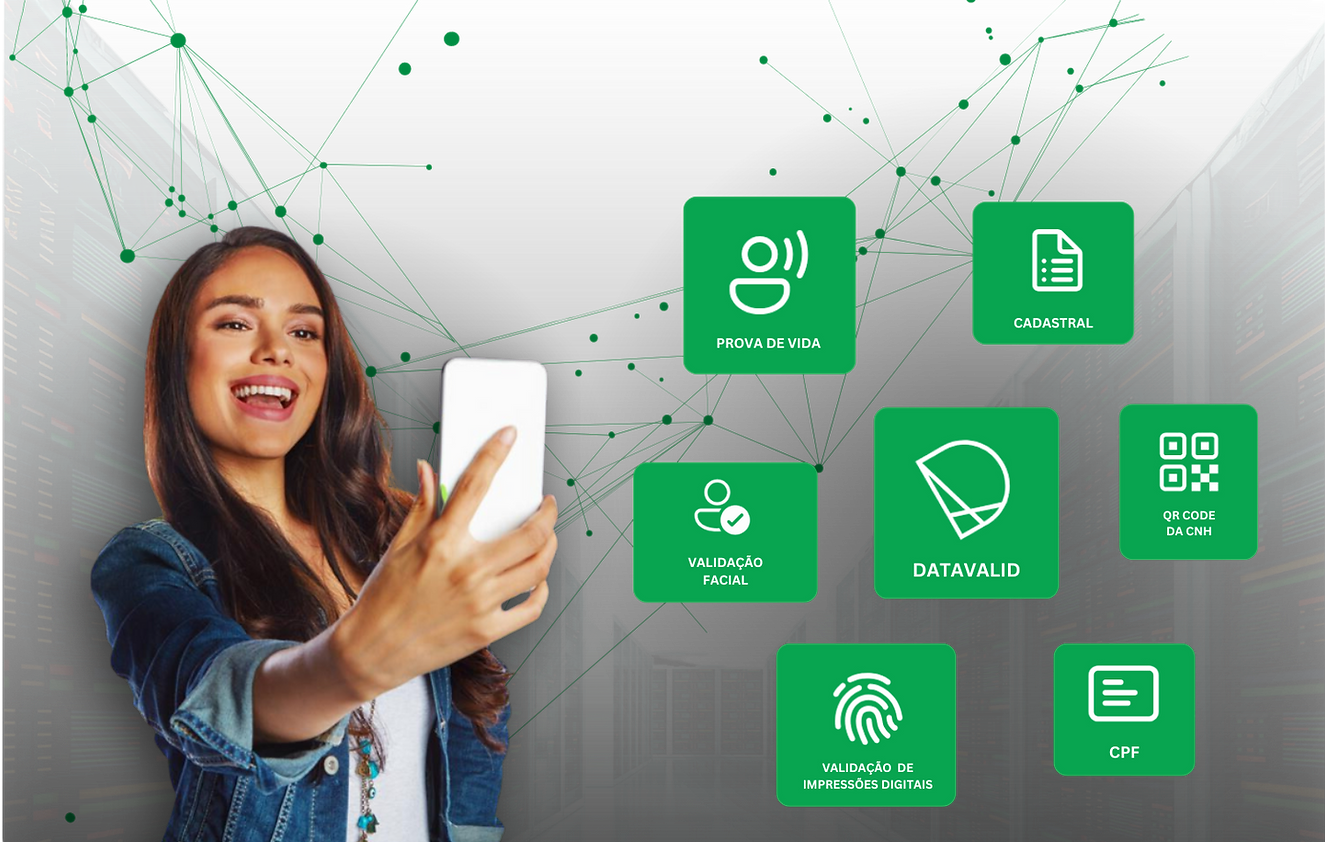 PROVA DE VIDA
CADASTRAL
VALIDAÇÃO
FACIAL
DATAVALID
QR CODE
DA CNH
VALIDAÇÃO DE
IMPRESSÕES DIGITAIS
CPF